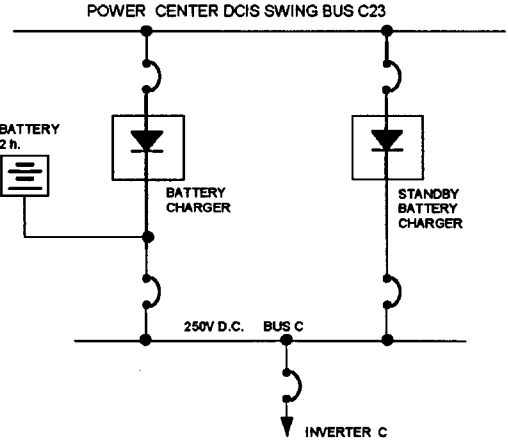 POWER CENTER DCIS SWING BUS C23
BATTERY
2 h.
BATTERY
CHARGER
STANDBY
BATTERY
CHARGER
250V D.C. BUS C
INVERTER C